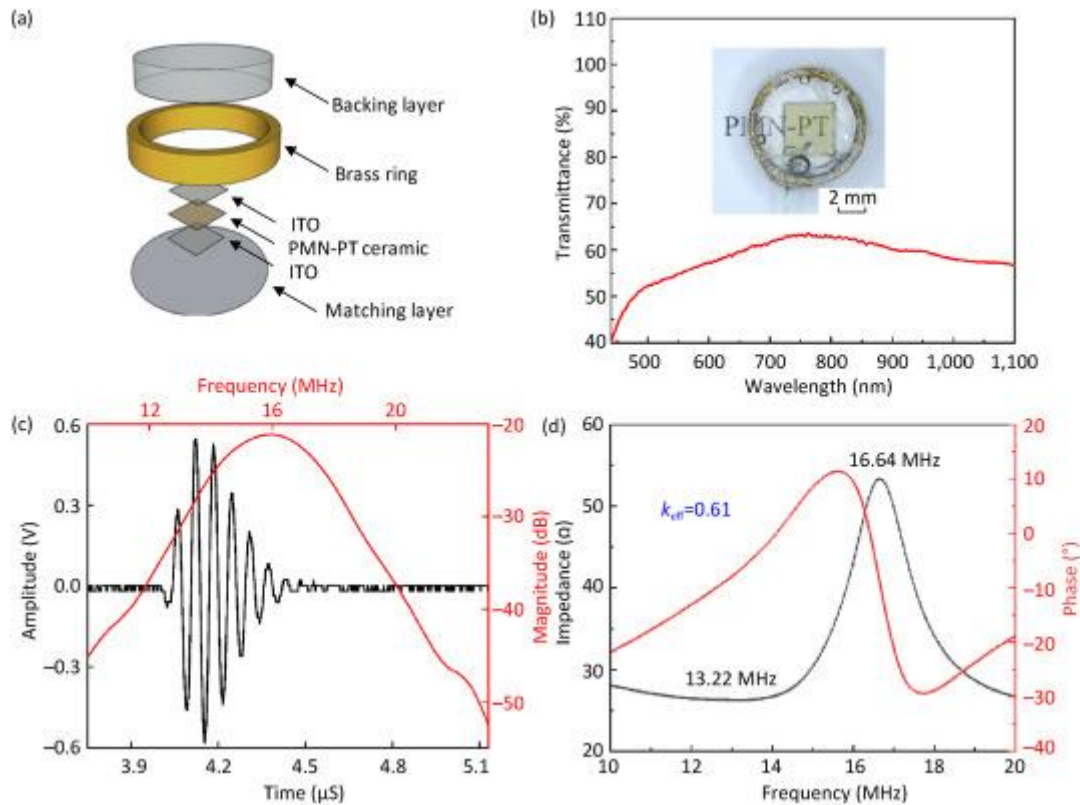 (a)
Backing layer
Brass ring
ITO
PMN-PT ceramic
ITO
Matching layer
(b)
110
100
90
80
70
60
50
40
Transmittance (%)
PMN-PT
2 mm
500 600 700 800 900 1,000 1,100
Wavelength (nm)
Frequency (MHz)
12 16 20
(c)
0.6
0.3
0.0
−0.3
−0.6
Amplitude (V)
−20
−30
−40
−50
Magnitude (dB)
3.9 4.2 4.5 4.8 5.1
Time (μS)
(d)
60
50
40
30
20
Impedance (Ω)
16.64 MHz
keff=0.61
13.22 MHz
20
10
0
−10
−20
−30
−40
Phase (°)
10 12 14 16 18 20
Frequency (MHz)